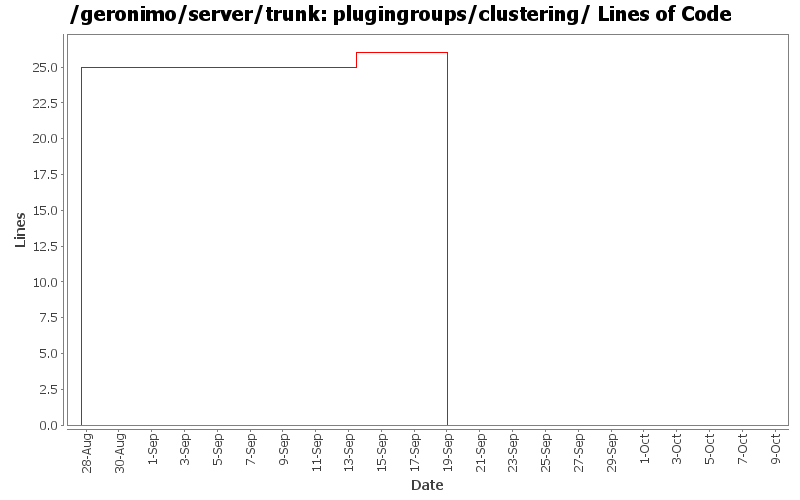 /geronimo/server/trunk: plugingroups/clustering/ Lines of Code
25.0
22.5
20.0
17.5
15.0
12.5
10.0
7.5
5.0
2.5
0.0
Lines
28-Aug
30-Aug
1-Sep
3-Sep
5-Sep
7-Sep
9-Sep
11-Sep
13-Sep
15-Sep
17-Sep
19-Sep
21-Sep
23-Sep
25-Sep
27-Sep
29-Sep
1-Oct
3-Oct
5-Oct
7-Oct
9-Oct
Date